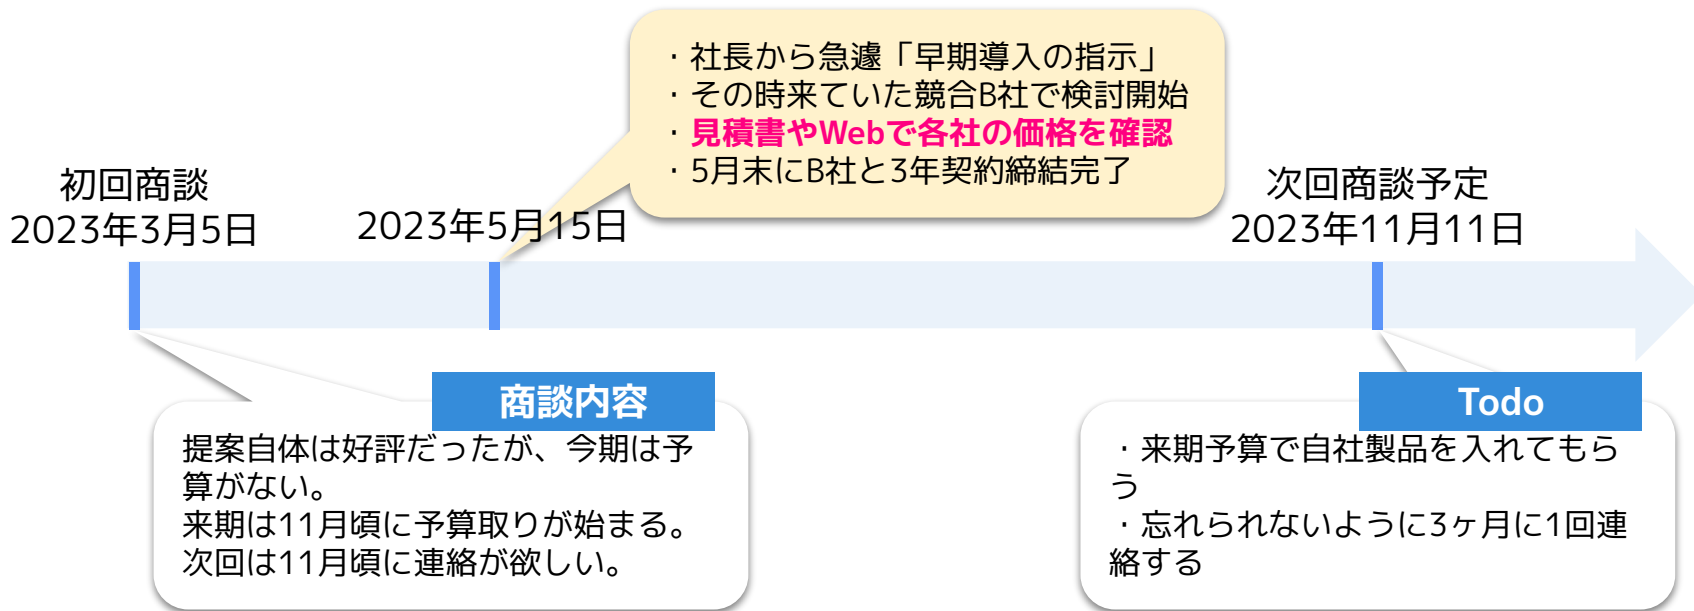 ・社長から急遽「早期導入の指示」
・その時来ていた競合B社で検討開始
・見積書やWebで各社の価格を確認
・5月末にB社と3年契約締結完了
初回商談
2023年3月5日
2023年5月15日
次回商談予定
2023年11月11日
商談内容
提案自体は好評だったが、今期は予
算がない。
来期は11月頃に予算取りが始まる。
次回は11月頃に連絡が欲しい。
Todo
・来期予算で自社製品を入れてもら
う
・忘れられないように3ヶ月に1回連
絡する